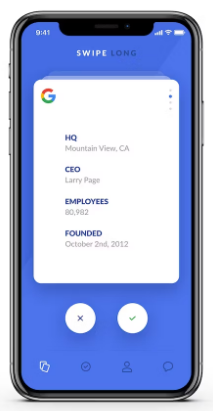 9:41
SWIPE LONG
HQ
Mountain View, CA
CEO
Larry Page
EMPLOYEES
80,982
FOUNDED
October 2nd, 2012